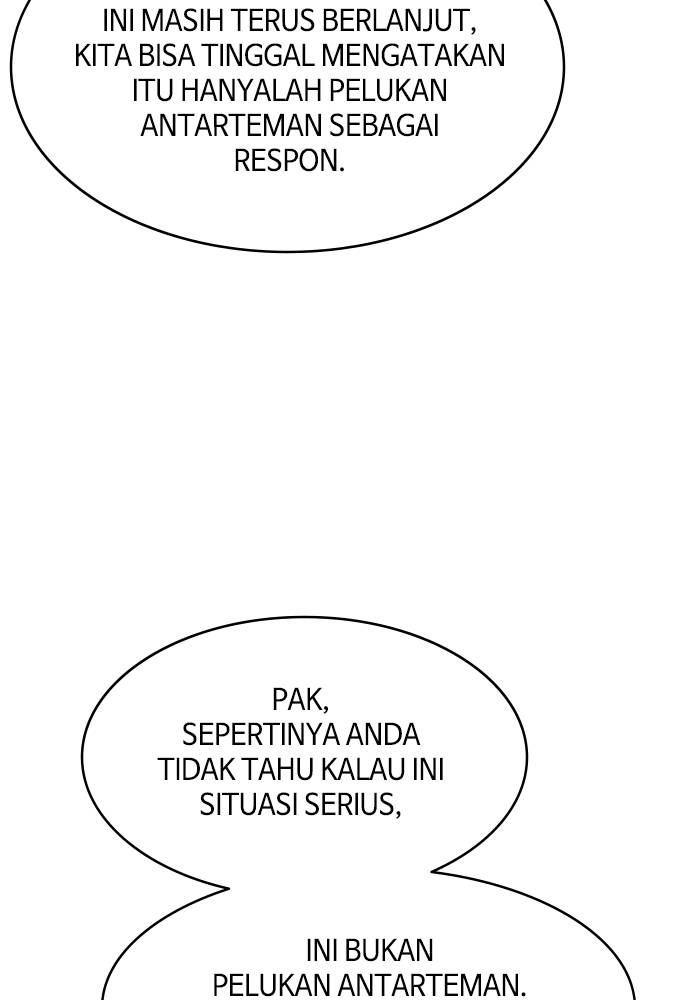 INI MASIH TERUS BERLANJUT,
KITA BISA TINGGAL MENGATAKAN
ITU HANYALAH PELUKAN
ANTARTEMAN SEBAGAI
RESPON.
PAK,
SEPERTINYA ANDA
TIDAK TAHU KALAU INI
SITUASI SERIUS,
INI BUKAN
PELUKAN ANTARTEMAN.